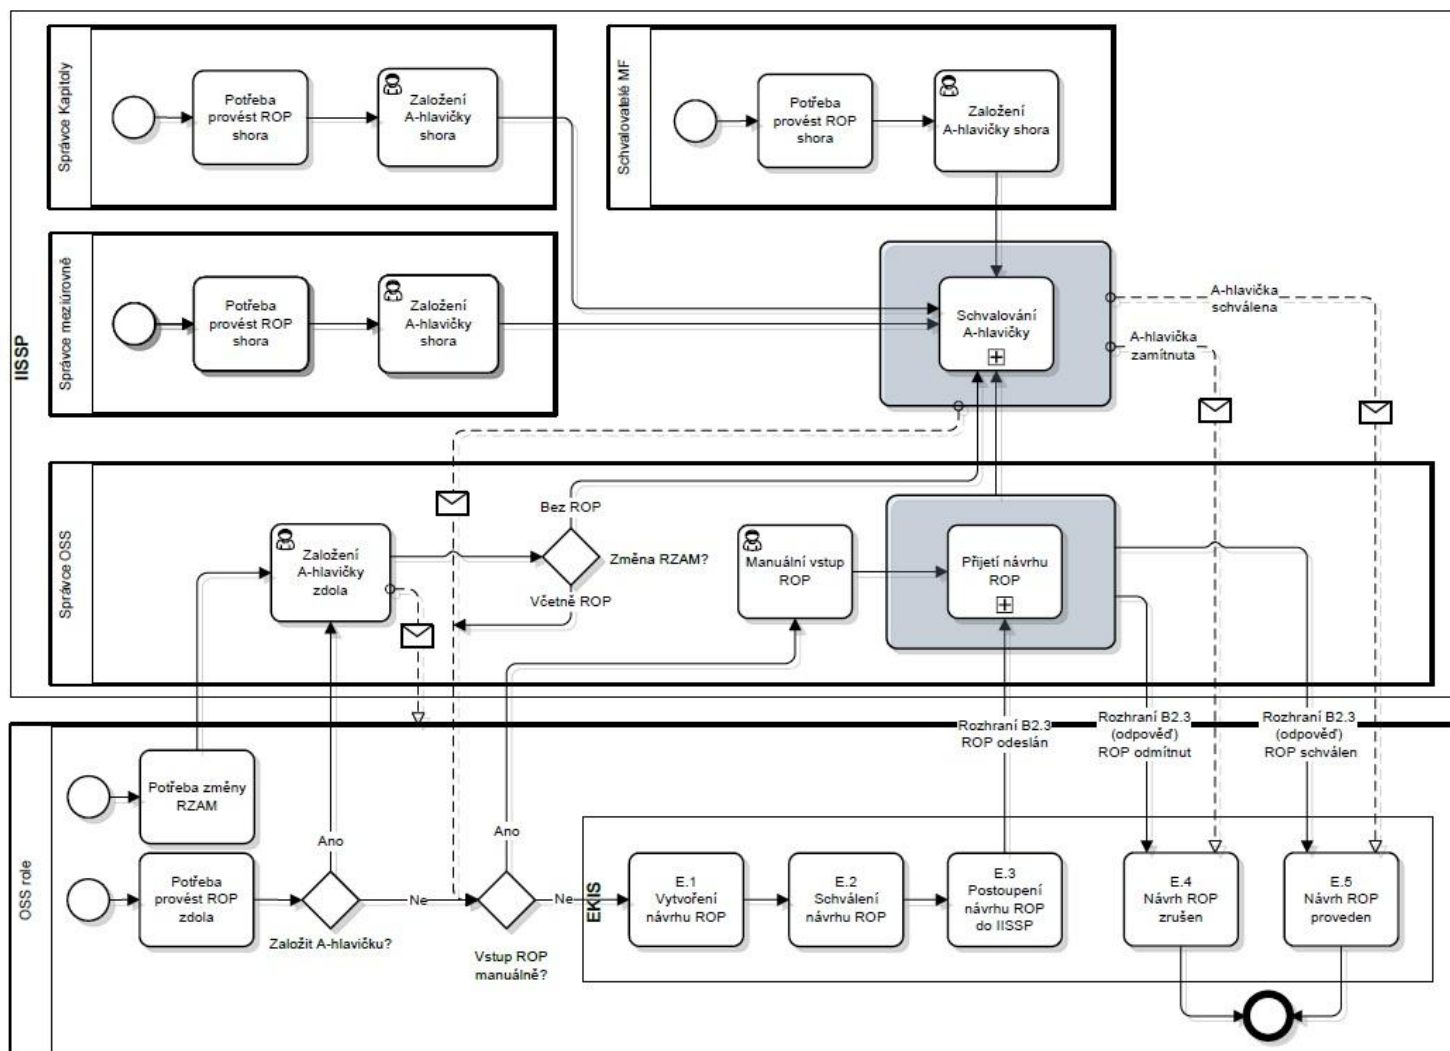 IISSP
Správce Kapitoly
Potřeba
provést ROP
shora
Založení
A-hlavičky
shora
Schvalovatelé MF
Potřeba
provést ROP
shora
Založení
A-hlavičky shora
Správce meziúrovně
Potřeba
provést ROP
shora
Založení
A-hlavičky
shora
Schvalování
A-hlavičky
A-hlavička
schválena
A-hlavička
zamítnuta
Správce OSS
Založení
A-hlavičky
zdola
Bez ROP
Změna RZAM?
Včetně ROP
Manuální vstup
ROP
Přijetí návrhu
ROP
OSS role
Potřeba změny
RZAM
Potřeba
provést ROP
zdola
Ano
Ne
Založit A-hlavičku?
Ano
Ne
Vstup ROP
manuálně?
Rozhraní B2.3
ROP odeslán
Rozhraní B2.3
(odpověď)
ROP odmítnut
Rozhraní B2.3
(odpověď)
ROP schválen
EKIS
E.1
Vytvoření
návrhu ROP
E.2
Schválení
návrhu ROP
E.3
Postoupení
návrhu ROP
do IISSP
E.4
Návrh ROP
zrušen
E.5
Návrh ROP
proveden